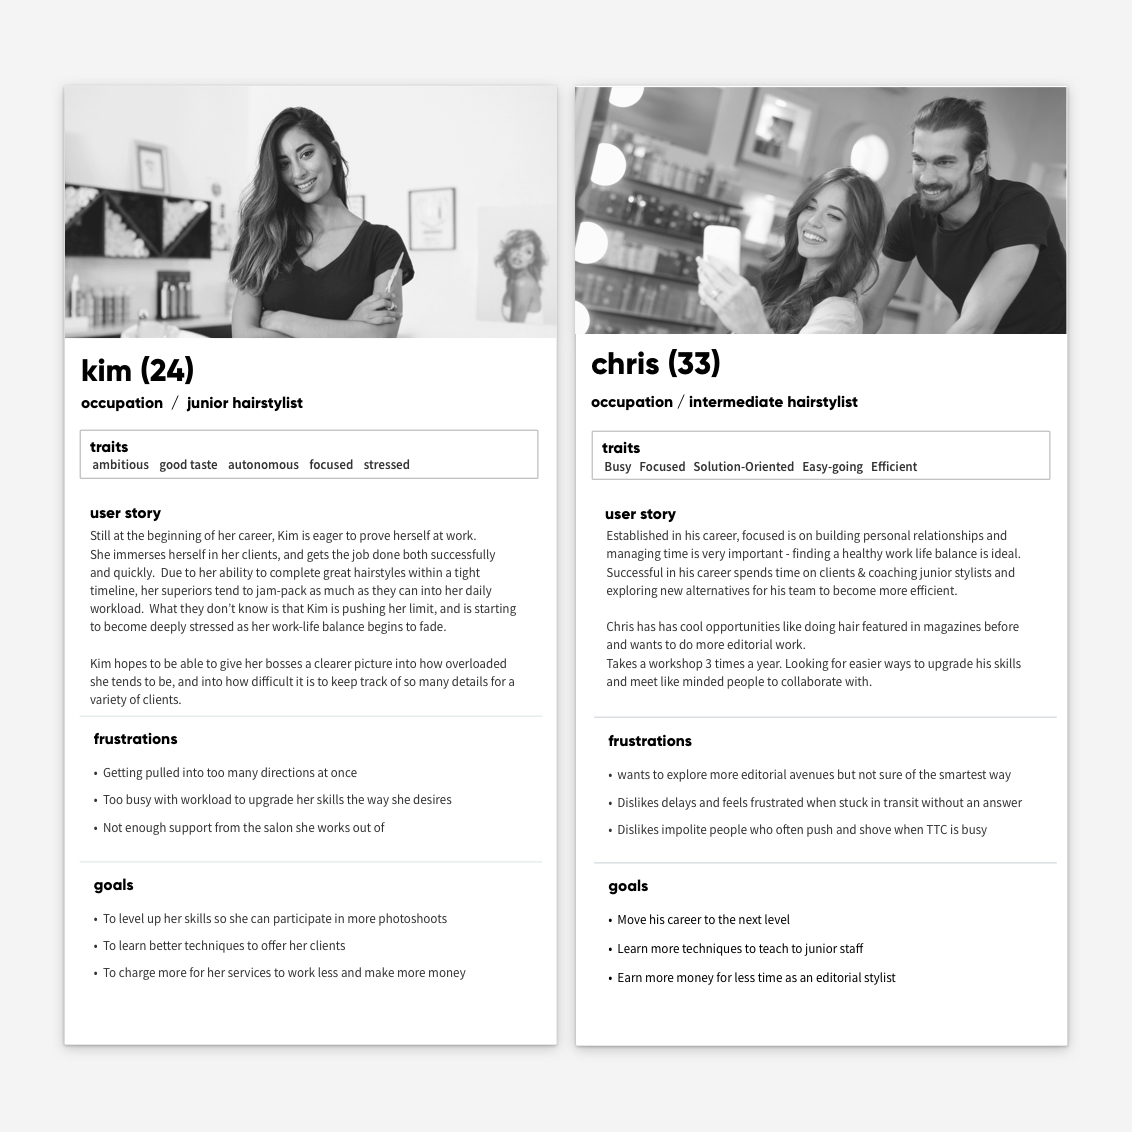 kim (24)
occupation / junior hairstylist
traits
ambitious good taste autonomous focused stressed
user story
Still at the beginning of her career, Kim is eager to prove herself at work.
She immerses herself in her clients, and gets the job done both successfully
and quickly. Due to her ability to complete great hairstyles within a tight
timeline, her superiors tend to jam-pack as much as they can into her daily
workload. What they don't know is that Kim is pushing her limit, and is starting
to become deeply stressed as her work-life balance begins to fade.
Kim hopes to be able to give her bosses a clearer picture into how overloaded
she tends to be, and into how difficult it is to keep track of so many details for a
variety of clients.
frustrations
• Getting pulled into too many directions at once
• Too busy with workload to upgrade her skills the way she desires
• Not enough support from the salon she works out of
goals
• To level up her skills so she can participate in more photoshoots
• To learn better techniques to offer her clients
• To charge more for her services to work less and make more money
chris (33)
occupation / intermediate hairstylist
traits
Busy Focused Solution-Oriented Easy-going Efficient
user story
Established in his career, focused is on building personal relationships and
managing time is very important - finding a healthy work life balance is ideal.
Successful in his career spends time on clients & coaching junior stylists and
exploring new alternatives for his team to become more efficient.
Chris has has cool opportunities like doing hair featured in magazines before
and wants to do more editorial work.
Takes a workshop 3 times a year. Looking for easier ways to upgrade his skills
and meet like minded people to collaborate with.
frustrations
• wants to explore more editorial avenues but not sure of the smartest way
• Dislikes delays and feels frustrated when stuck in transit without an answer
• Dislikes impolite people who often push and shove when TTC is busy
goals
• Move his career to the next level
• Learn more techniques to teach to junior staff
• Earn more money for less time as an editorial stylist